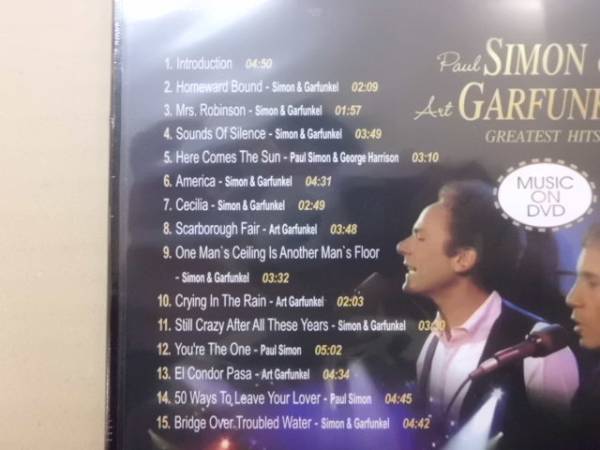 1. Introduction 04:50
2. Homeward Bound - Simon & Garfunkel 02:09
3. Mrs. Robinson - Simon & Garfunkel 01:57
4. Sounds Of Silence - Simon & Garfunkel 03:49
5. Here Comes The Sun - Paul Simon & George Harrison 03:10
6. America - Simon & Garfunkel 04:31
7. Cecilia - Simon & Garfunkel 02:49
8. Scarborough Fair - Art Garfunkel 03:48
9. One Man`s Ceiling Is Another Man`s Floor
- Simon & Garfunkel 03:32
10. Crying In The Rain - Art Garfunkel 02:03
11. Still Crazy After All These Years - Simon & Garfunkel
12. You're The One - Paul Simon 05:02
13. El Condor Pasa - Art Garfunkel 04:34
14. 50 Ways To Leave Your Lover - Paul Simon 04:45
15. Bridge Over Troubled Water - Simon & Garfunkel 04:42
Paul SIMON
Art GARFUNK
GREATEST HITS
MUSIC
ON
DVD